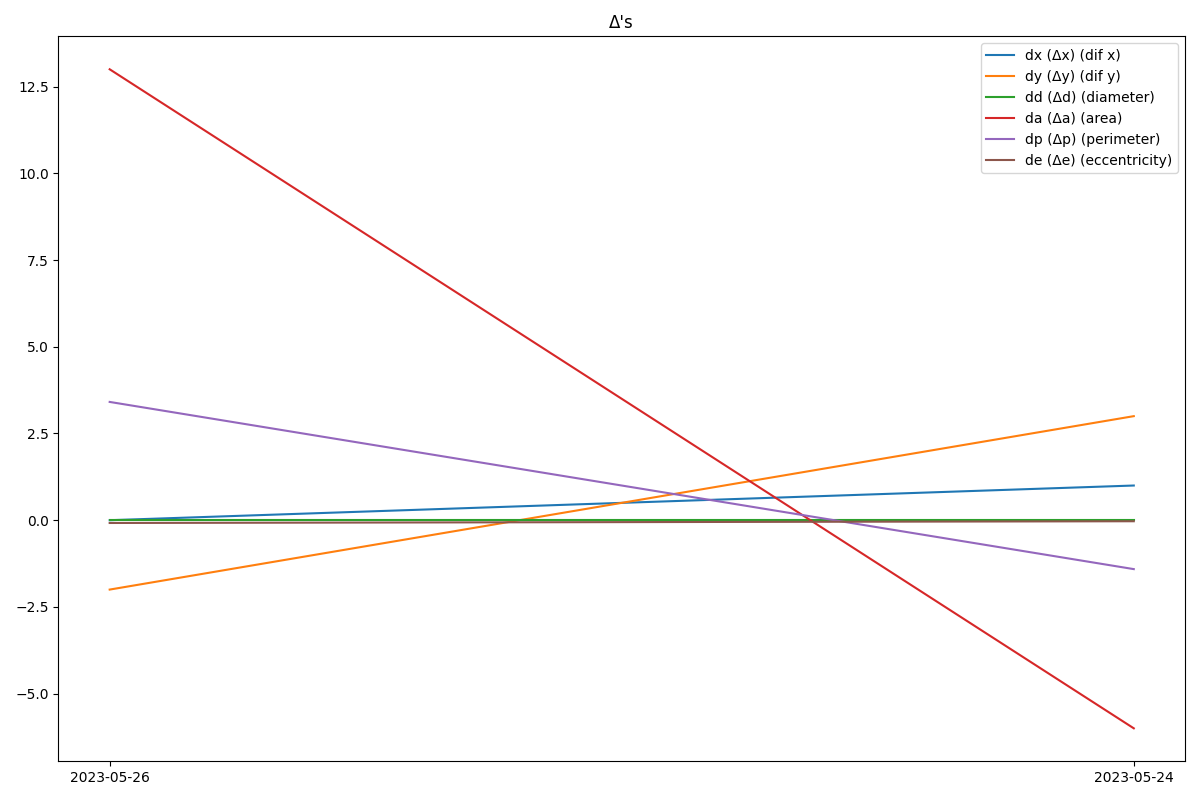 Δ's
dx (Δx) (dif x)
dy (Δy) (dif y)
dd (Δd) (diameter)
da (Δa) (area)
dp (Δp) (perimeter)
de (Δe) (eccentricity)
12.5
10.0
7.5
5.0
2.5
0.0
−2.5
−5.0
2023-05-26
2023-05-24